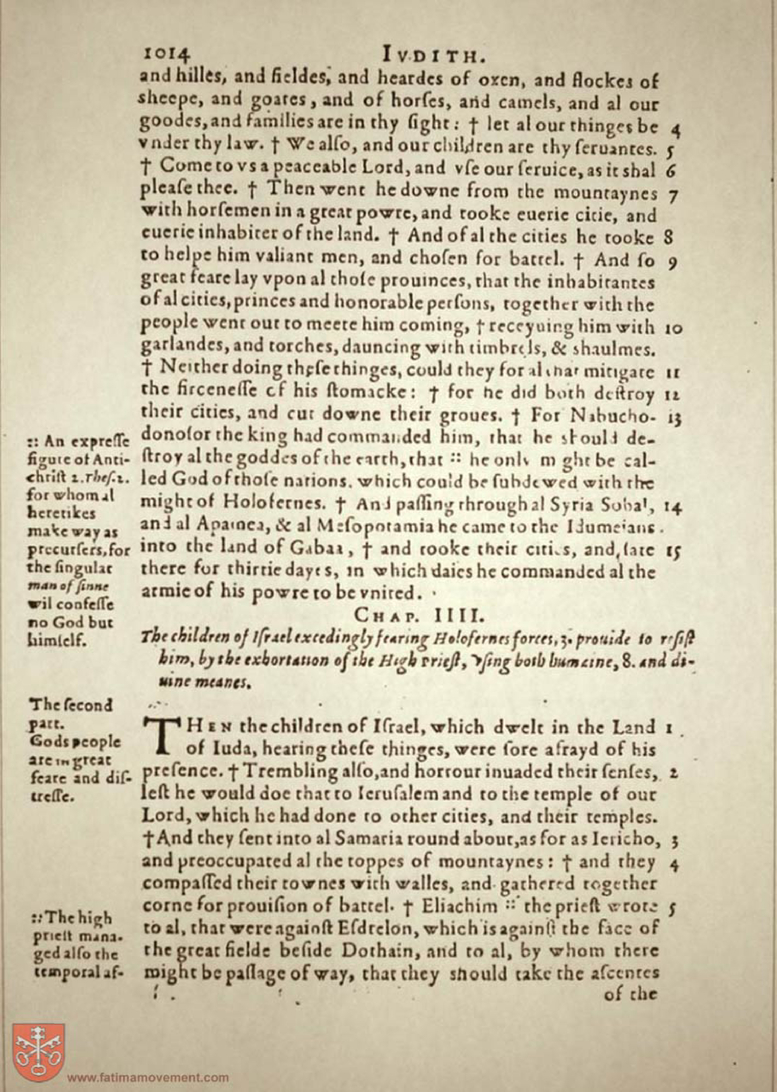 1014 IVDITH.
and hilles, and fieldes, and heardes of oxen, and flockes of
sheepe, and goates, and of horſes, and camels, and al our
goodes, and families are in thy ſight: † let al our thinges be 4
vnder thy law. † We alſo, and our children are thy ſeruantes. 5
† Come to vs a peaceable Lord, and vſe our ſeruice, as it shal 6
pleaſe thee. † Then went he downe from the mountaynes 7
with horſemen in a great powre, and tooke euerie citie, and
euerie inhabiter of the land. † And of al the cities he tooke 8
to helpe him valiant men, and choſen for battel. † And ſo 9
great feare lay vpon al thoſe prouinces, that the inhabitantes
of al cities, princes and honorable perſons, together with the
people went out to meete him coming, † receyuing him with 10
garlandes, and torches, dauncing with timbrels, & shaulmes.
† Neither doing theſe thinges, could they for al that mitigate 11
the fierceneſſe of his ſtomacke: † for he did both deſtroy 12
their cities, and cut downe their groues. † For Nabucho- 13
donoſor the king had commanded him, that he should de-
ſtroy al the goddes of the earth, that :: he only might be cal-
led God of thoſe nations, which could be ſubdewed with the
might of Holofernes. † And paſſing through al Syria Sobal, 14
and al Apamea, & al Meſopotamia he came to the Idumeians
into the land of Gabaa, † and tooke their cities, and ſate 15
there for thirtie dayes, in which daies he commanded al the
armie of his powre to be vnited.
:: An expreſſe
figure of Anti-
chriſt 2. Theſ. 2.
for whom al
heretikes
make way as
precurſers, for
the ſingular
man of ſinne
wil confeſſe
no God but
himſelf.
CHAP. IIII.
The children of Iſrael excedingly fearing Holofernes forces, 3. prouide to reſiſt
him, by the exhortation of the High prieſt, vſing both humaine, 8. and di-
uine meanes.
The ſecond
part.
Gods people
are in great
feare and diſ-
treſſe.
THEN the children of Iſrael, which dwelt in the Land 1
of Iuda, hearing theſe thinges, were ſore afrayd of his
preſence. † Trembling alſo, and horrour inuaded their ſenſes, 2
leſt he would doe that to Ieruſalem and to the temple of our
Lord, which he had done to other cities, and their temples.
† And they ſent into al Samaria round about, as for as Iericho, 3
and preoccupated al the toppes of mountaynes: † and they 4
compaſſed their townes with walles, and gathered together
corne for prouiſion of battel. † Eliachim :: the prieſt wrote 5
to al, that were againſt Eſdrelon, which is againſt the face of
the great fielde beſide Dothain, and to al, by whom there
might be paſſage of way, that they should take the aſcentes
of the
:: The high
prieſt mana-
ged alſo the
temporal af-
www.fatimamovement.com